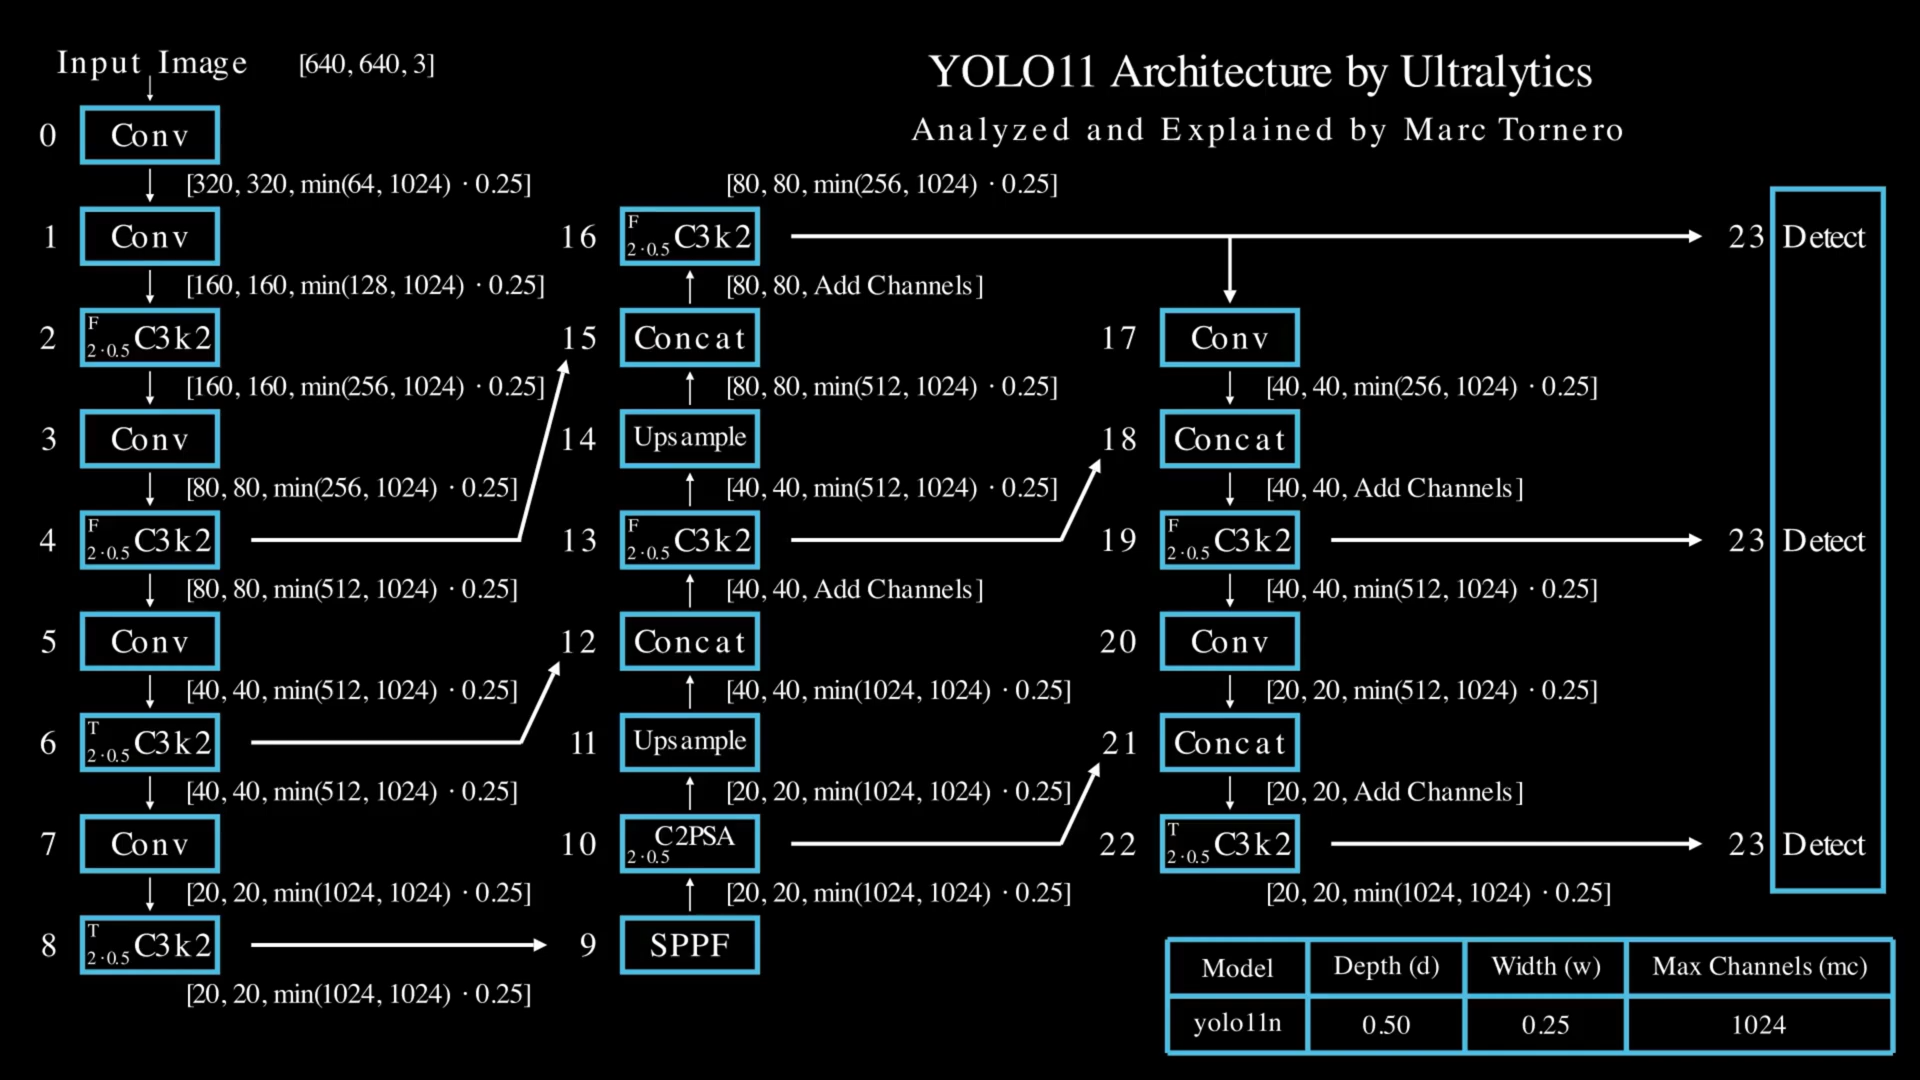 YOLO11 Architecture by Ultralytics
Analyzed and Explained by Marc Tornero
Input Image [640, 640, 3]
0 Conv
[320, 320, min(64, 1024) · 0.25]
1 Conv
[160, 160, min(128, 1024) · 0.25]
2 F 2·0.5 C3k2
[160, 160, min(256, 1024) · 0.25]
3 Conv
[80, 80, min(256, 1024) · 0.25]
4 F 2·0.5 C3k2
[80, 80, min(512, 1024) · 0.25]
5 Conv
[40, 40, min(512, 1024) · 0.25]
6 T 2·0.5 C3k2
[40, 40, min(512, 1024) · 0.25]
7 Conv
[20, 20, min(1024, 1024) · 0.25]
8 T 2·0.5 C3k2
[20, 20, min(1024, 1024) · 0.25]
[80, 80, min(256, 1024) · 0.25]
16 F 2·0.5 C3k2
[80, 80, Add Channels]
15 Concat
[80, 80, min(512, 1024) · 0.25]
14 Upsample
[40, 40, min(512, 1024) · 0.25]
13 F 2·0.5 C3k2
[40, 40, Add Channels]
12 Concat
[40, 40, min(1024, 1024) · 0.25]
11 Upsample
[20, 20, min(1024, 1024) · 0.25]
10 C2PSA 2·0.5
[20, 20, min(1024, 1024) · 0.25]
9 SPPF
17 Conv
[40, 40, min(256, 1024) · 0.25]
18 Concat
[40, 40, Add Channels]
19 F 2·0.5 C3k2
[40, 40, min(512, 1024) · 0.25]
20 Conv
[20, 20, min(512, 1024) · 0.25]
21 Concat
[20, 20, Add Channels]
22 T 2·0.5 C3k2
[20, 20, min(1024, 1024) · 0.25]
23 Detect
23 Detect
23 Detect
Model Depth (d) Width (w) Max Channels (mc)
yolo11n 0.50 0.25 1024